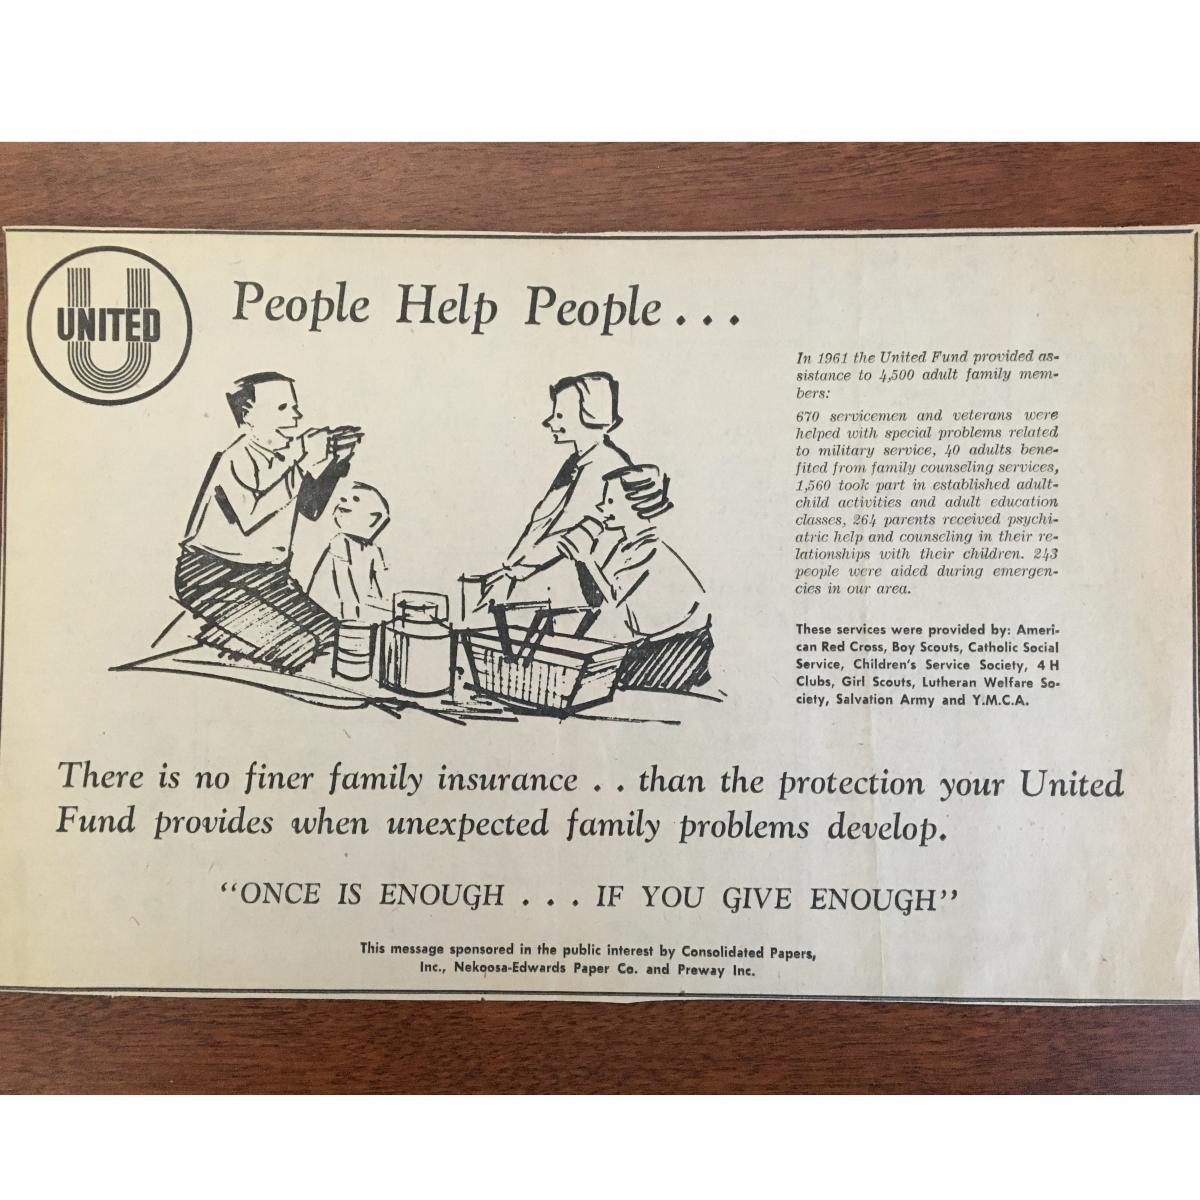 UNITED
People Help People . . .
In 1961 the United Fund provided as-
sistance to 4,500 adult family mem-
bers:
670 servicemen and veterans were
helped with special problems related
to military service, 40 adults bene-
fited from family counseling services,
1,560 took part in established adult-
child activities and adult education
classes, 264 parents received psychi-
atric help and counseling in their re-
lationships with their children. 243
people were aided during emergen-
cies in our area.
These services were provided by: Ameri-
can Red Cross, Boy Scouts, Catholic Social
Service, Children's Service Society, 4 H
Clubs, Girl Scouts, Lutheran Welfare So-
ciety, Salvation Army and Y.M.C.A.
There is no finer family insurance . . than the protection your United
Fund provides when unexpected family problems develop.
"ONCE IS ENOUGH . . . IF YOU GIVE ENOUGH"
This message sponsored in the public interest by Consolidated Papers,
Inc., Nekoosa-Edwards Paper Co. and Preway Inc.